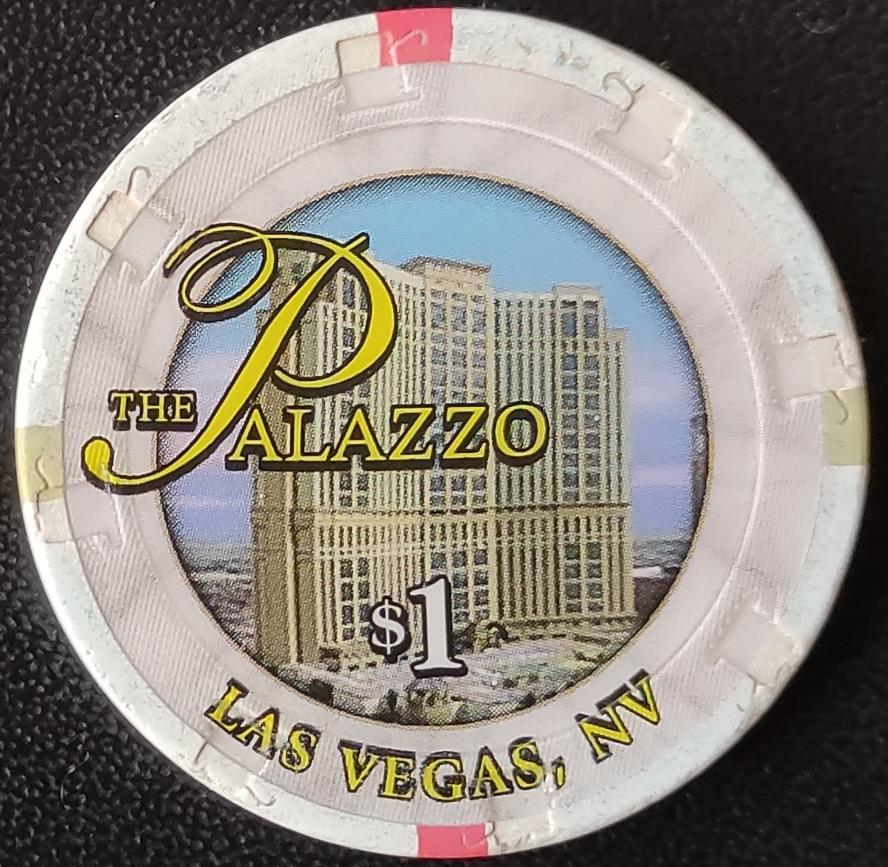 THE PALAZZO
$1
LAS VEGAS, NV